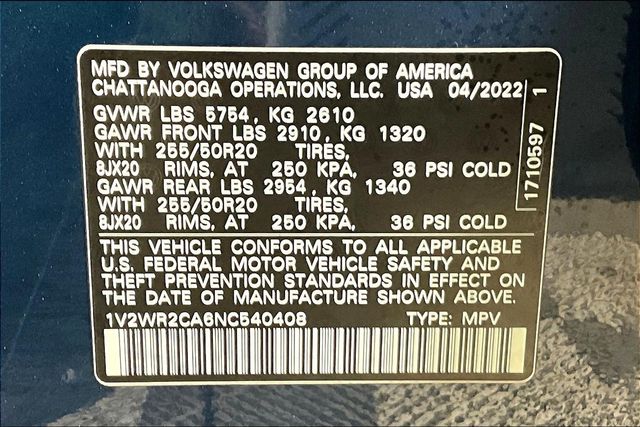 MFD BY VOLKSWAGEN GROUP OF AMERICA
CHATTANOOGA OPERATIONS, LLC. USA 04/2022
GVWR LBS 5754, KG 2610
GAWR FRONT LBS 2910, KG 1320
WITH 255/50R20 TIRES,
8JX20 RIMS, AT 250 KPA, 36 PSI COLD
GAWR REAR LBS 2954, KG 1340
WITH 255/50R20 TIRES,
8JX20 RIMS, AT 250 KPA, 36 PSI COLD
THIS VEHICLE CONFORMS TO ALL APPLICABLE
U.S. FEDERAL MOTOR VEHICLE SAFETY AND
THEFT PREVENTION STANDARDS IN EFFECT ON
THE DATE OF MANUFACTURE SHOWN ABOVE.
1V2WR2CA6NC540408 TYPE: MPV
1710597 1